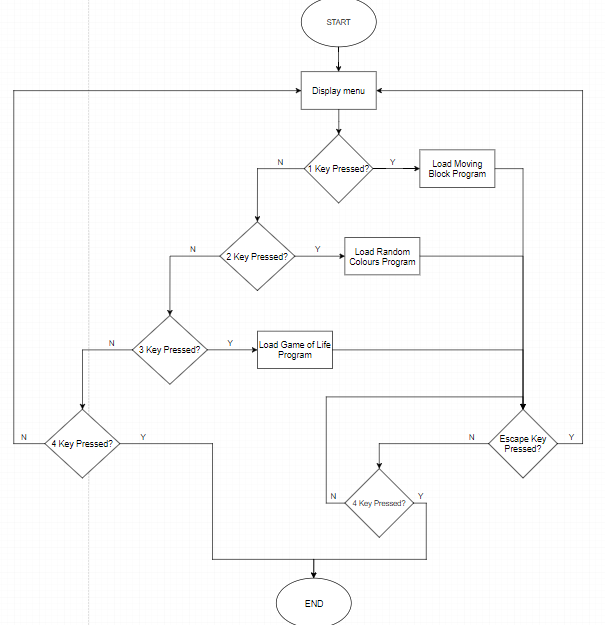 START
Display menu
N
1 Key Pressed?
Y
Load Moving
Block Program
N
2 Key Pressed?
Y
Load Random
Colours Program
N
3 Key Pressed?
Y
Load Game of Life
Program
N
4 Key Pressed?
Y
N
Escape Key
Pressed?
Y
N
4 Key Pressed?
Y
END